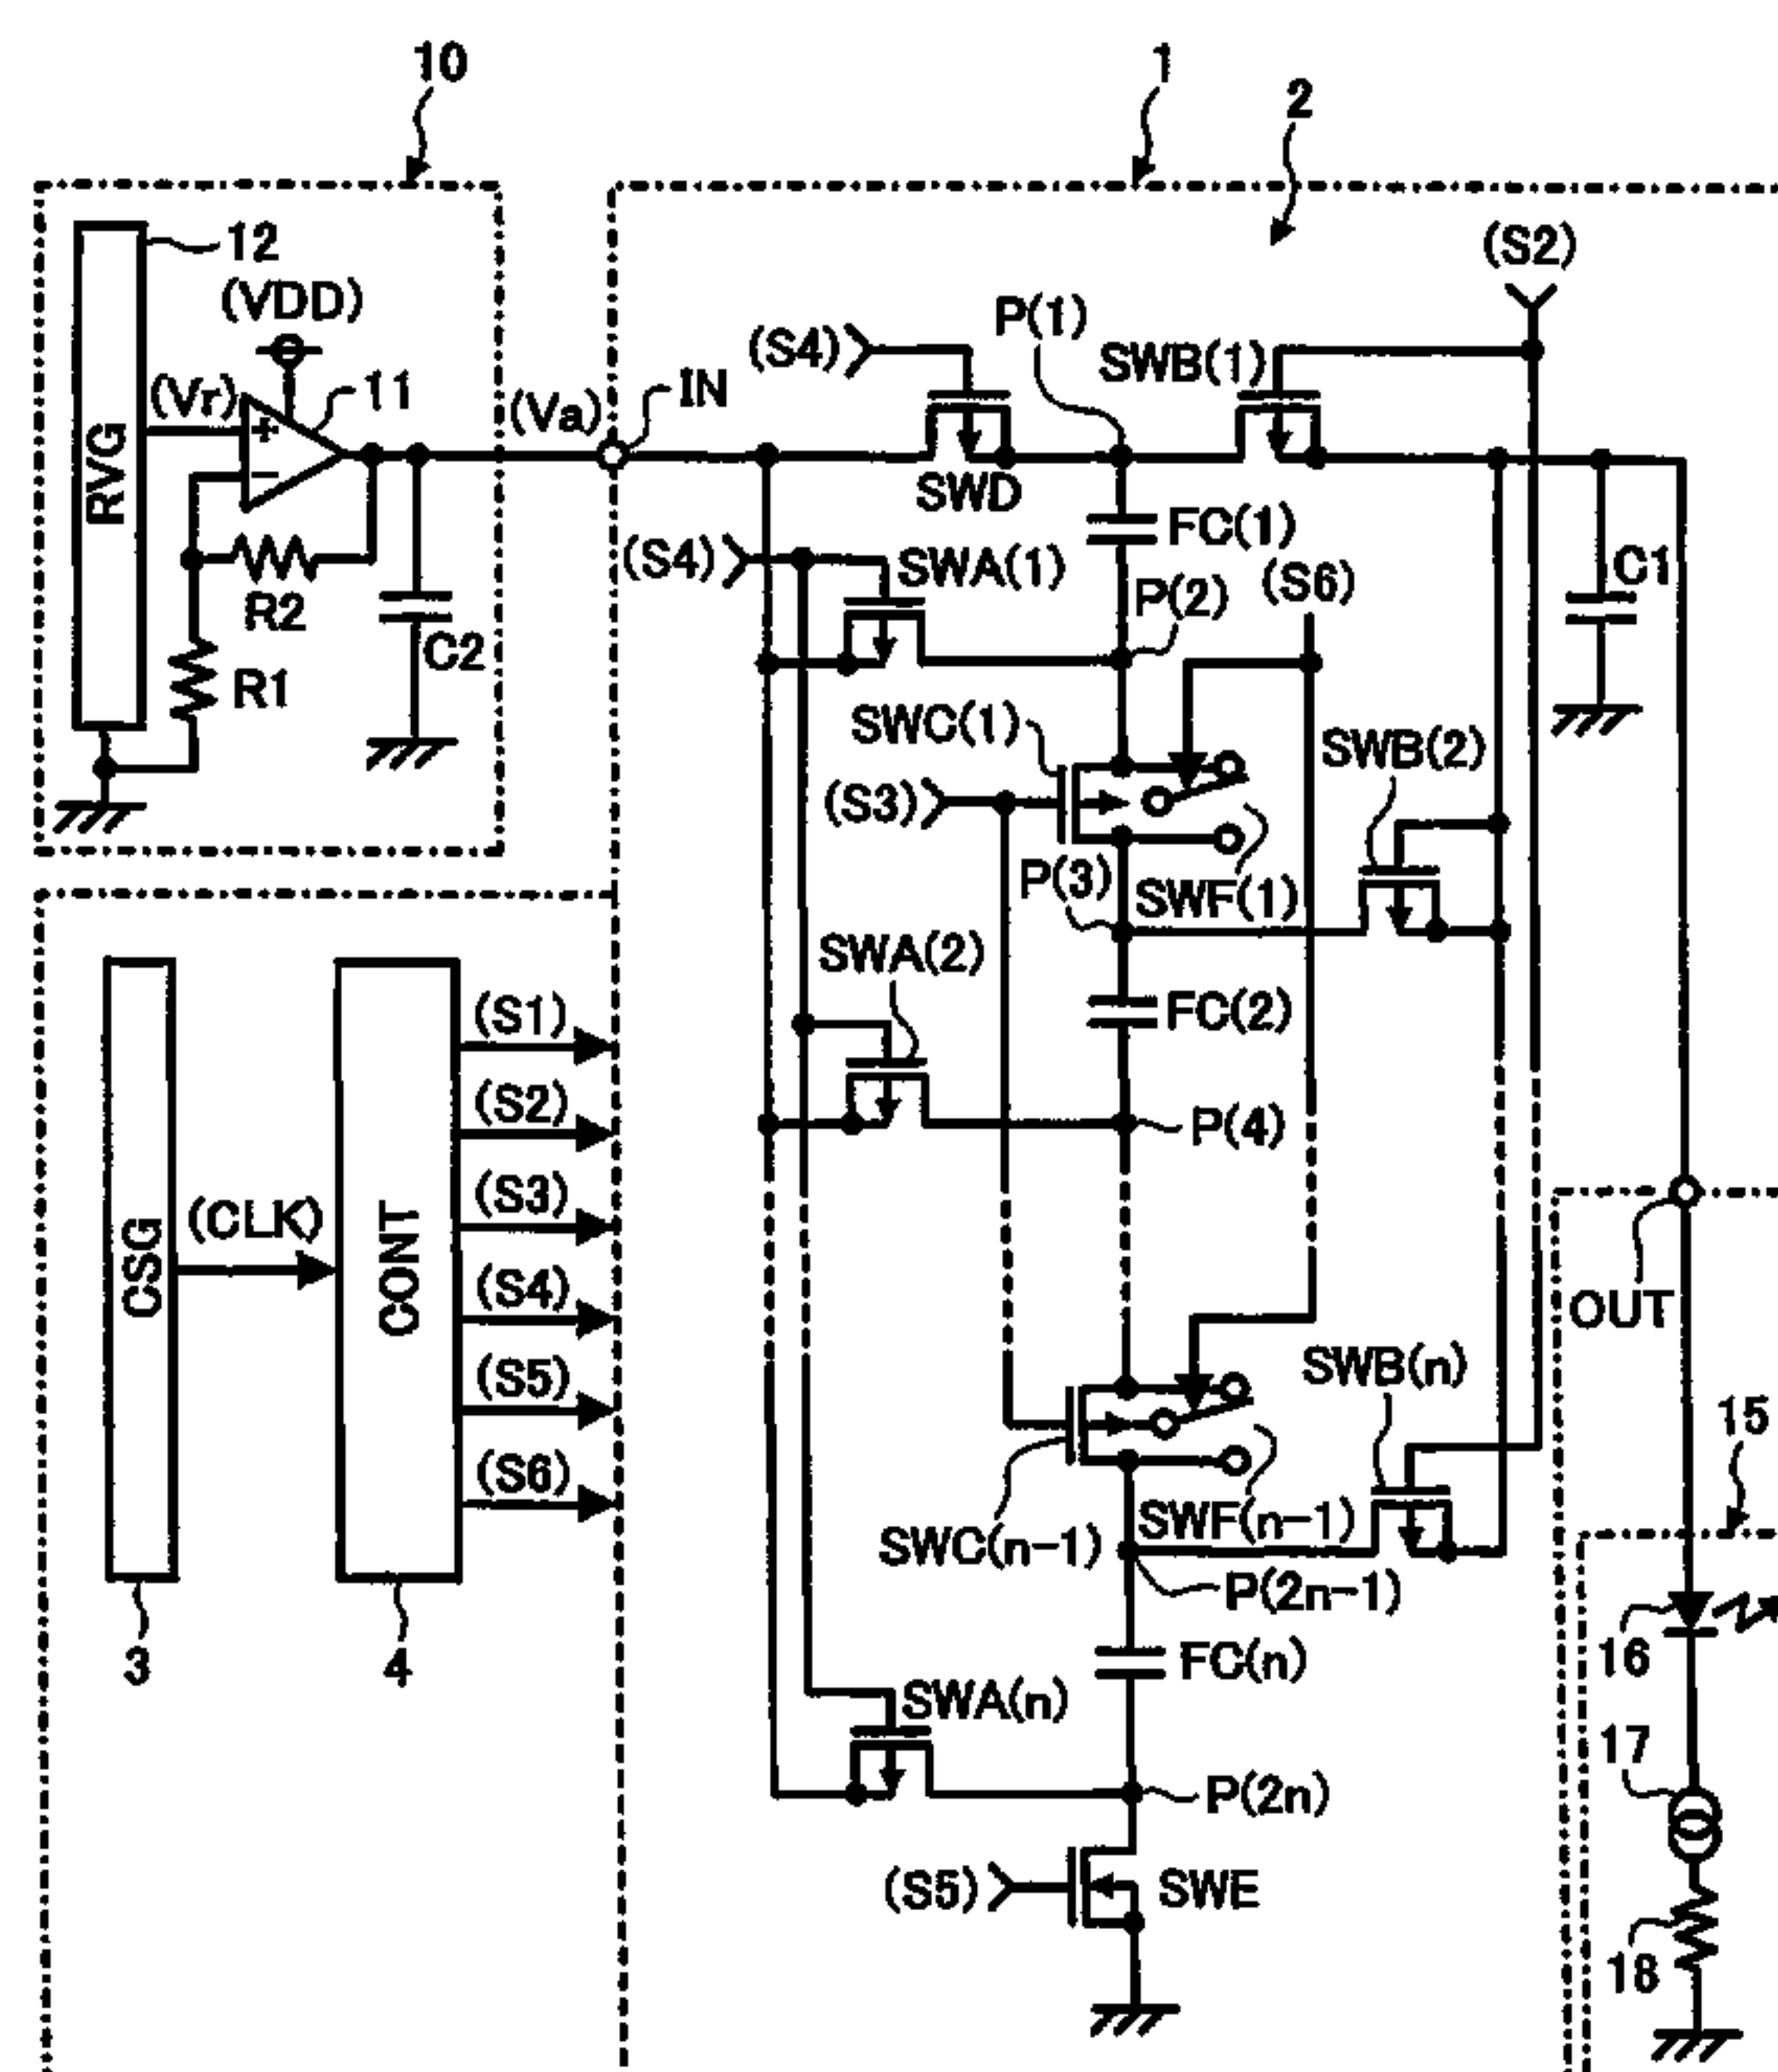 10
1
2
12
(VDD)
(S2)
P(1)
(S4)
SWB(1)
(Vr)
11
(Va)
IN
RVG
SWD
FC(1)
(S4)
SWA(1)
(S6)
C1
P(2)
R2
C2
R1
SWC(1)
SWB(2)
(S3)
P(3)
SWF(1)
SWA(2)
FC(2)
(S1)
(S2)
P(4)
(S3)
(CLK)
CSG
CONT
(S4)
OUT
(S5)
SWB(n)
15
(S6)
SWF(n-1)
SWC(n-1)
P(2n-1)
3
4
16
FC(n)
SWA(n)
17
P(2n)
(S5)
SWE
18